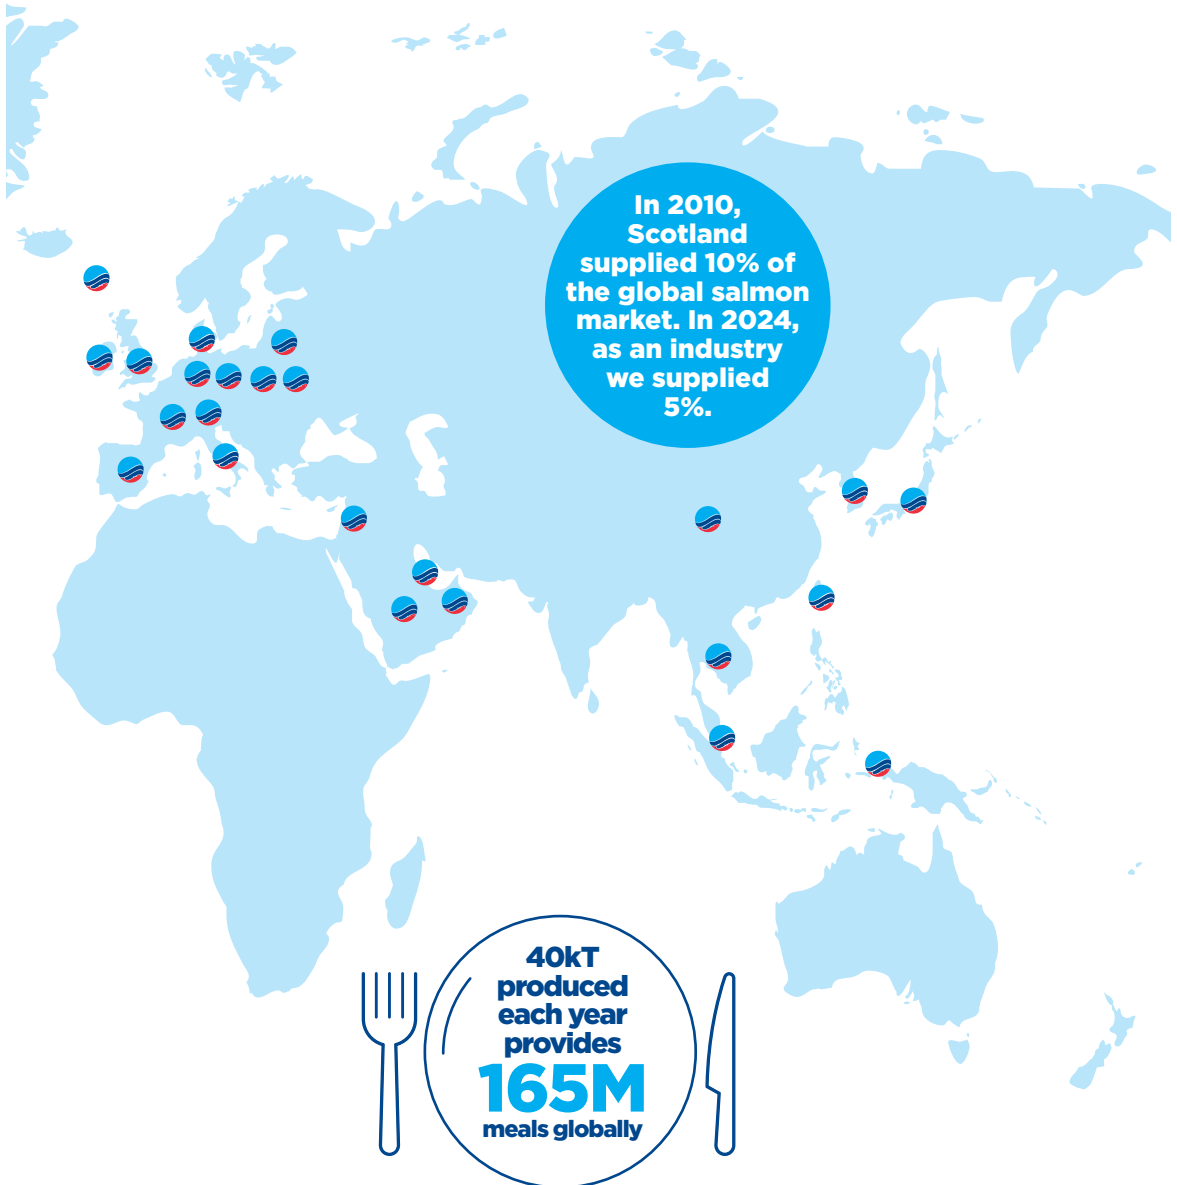 In 2010,
Scotland
supplied 10% of
the global salmon
market. In 2024,
as an industry
we supplied
5%.
40kT
produced
each year
provides
165M
meals globally